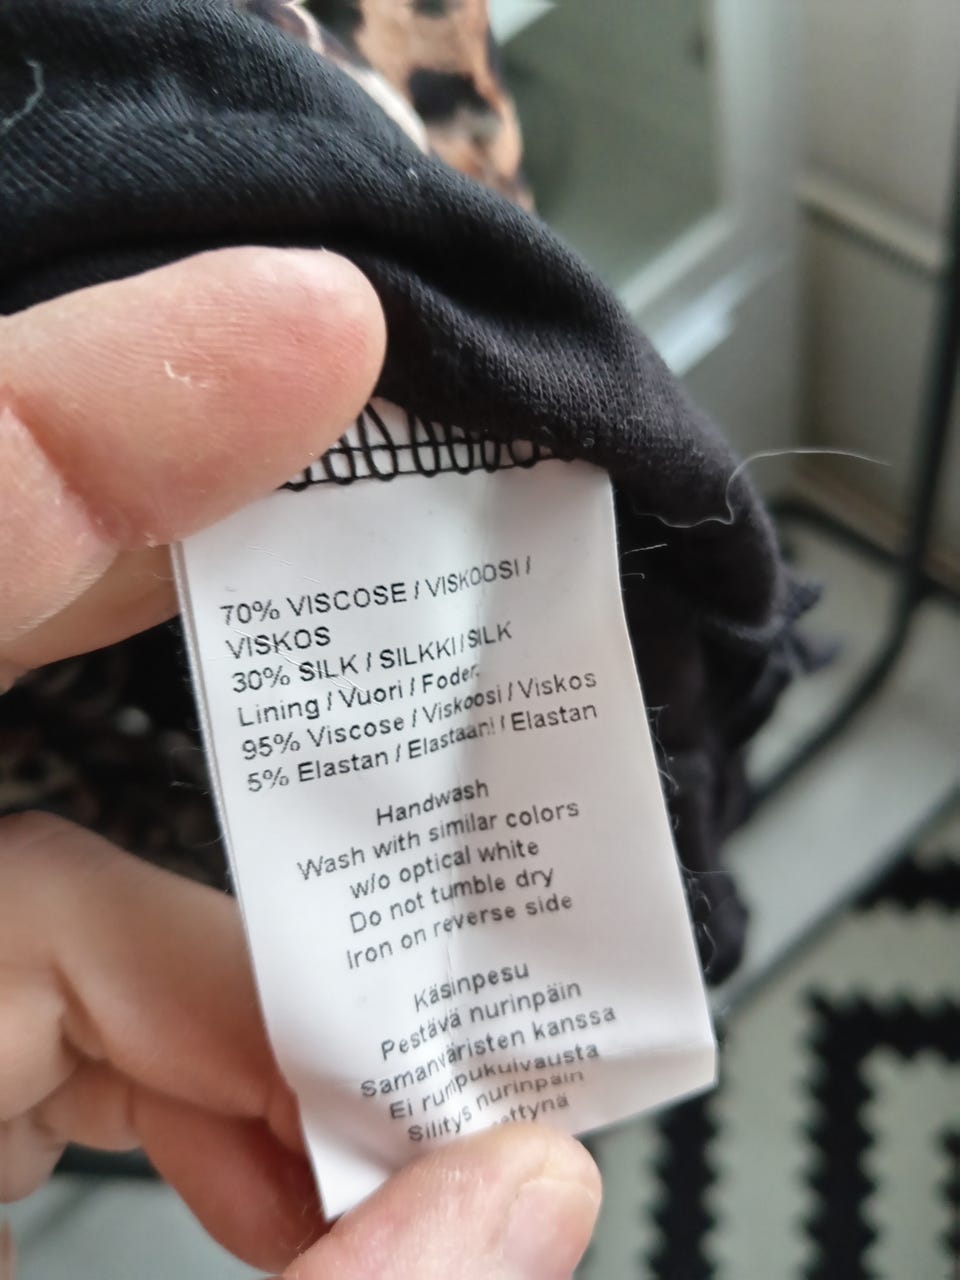 70% VISCOSE / VISKOOSI /
VISKOS
30% SILK / SILKKI / SILK
Lining / Vuori / Foder
95% Viscose / Viskoosi / Viskos
5% Elastan / Elastaani / Elastan
Handwash
Wash with similar colors
w/o optical white
Do not tumble dry
Iron on reverse side
Käsinpesu
Pestävä nurinpäin
Samanväristen kanssa
Ei rumpukuivausta
Silitys nurinpäin